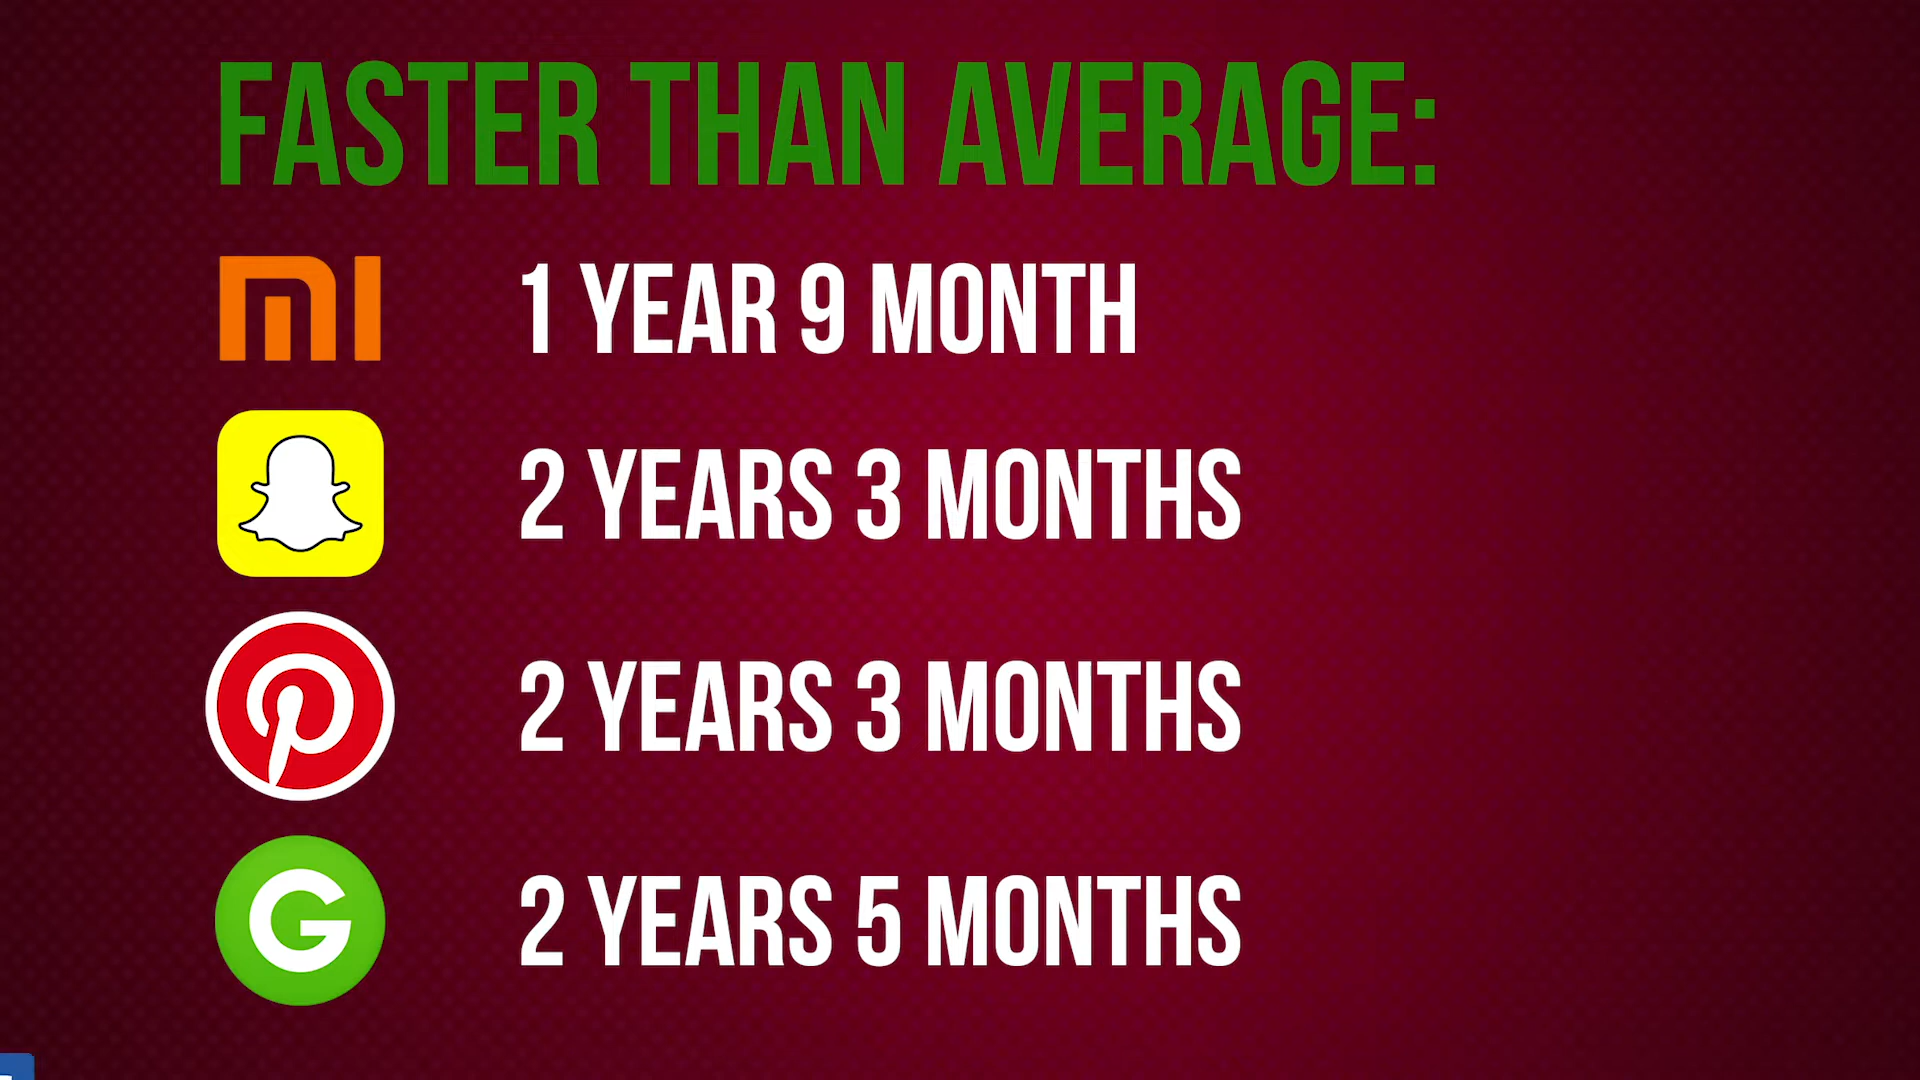 FASTER THAN AVERAGE:
MI 1 YEAR 9 MONTH
2 YEARS 3 MONTHS
2 YEARS 3 MONTHS
G 2 YEARS 5 MONTHS